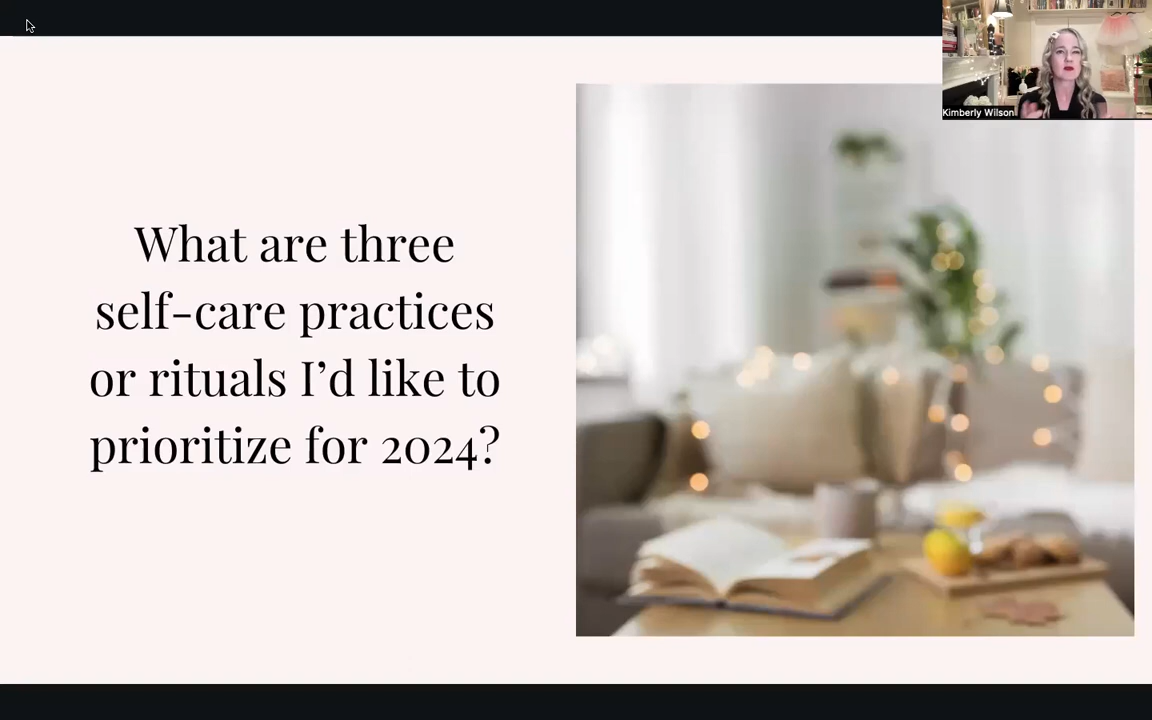 Kimberly Wilson
What are three
self-care practices
or rituals I’d like to
prioritize for 2024?